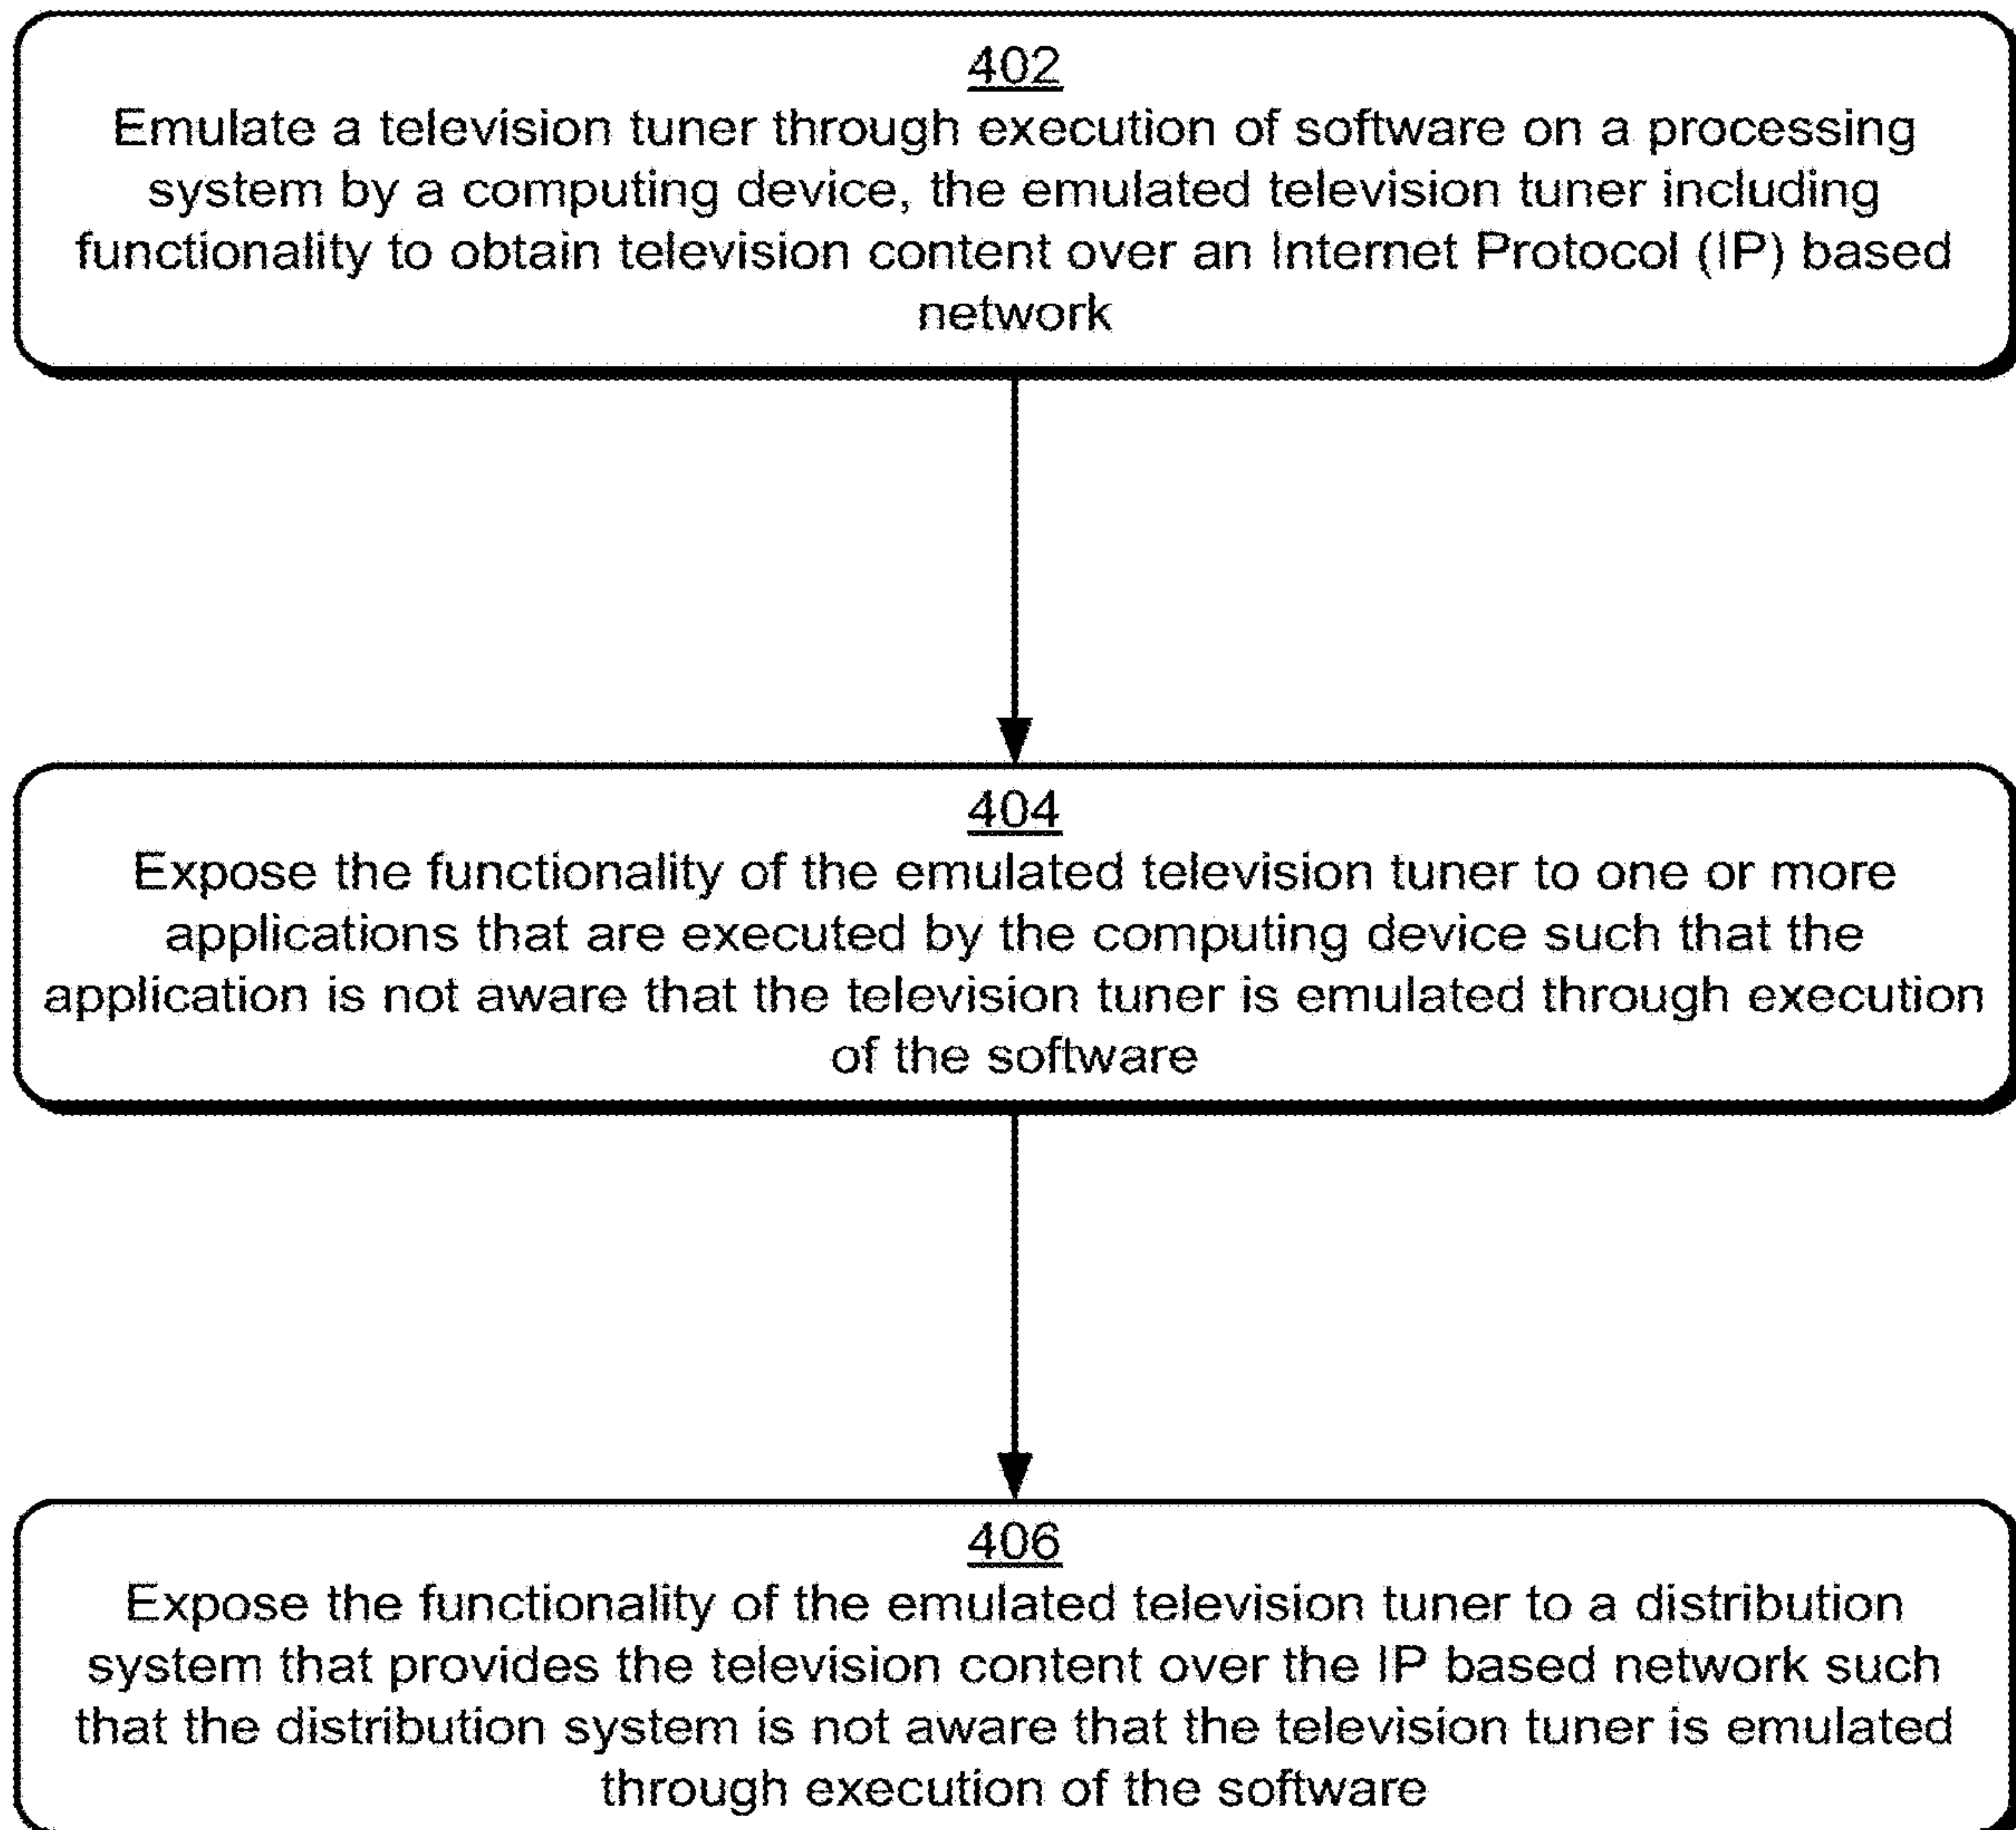 402
Emulate a television tuner through execution of software on a processing
system by a computing device, the emulated television tuner including
functionality to obtain television content over an Internet Protocol (IP) based
network
404
Expose the functionality of the emulated television tuner to one or more
applications that are executed by the computing device such that the
application is not aware that the television tuner is emulated through execution
of the software
406
Expose the functionality of the emulated television tuner to a distribution
system that provides the television content over the IP based network such
that the distribution system is not aware that the television tuner is emulated
through execution of the software